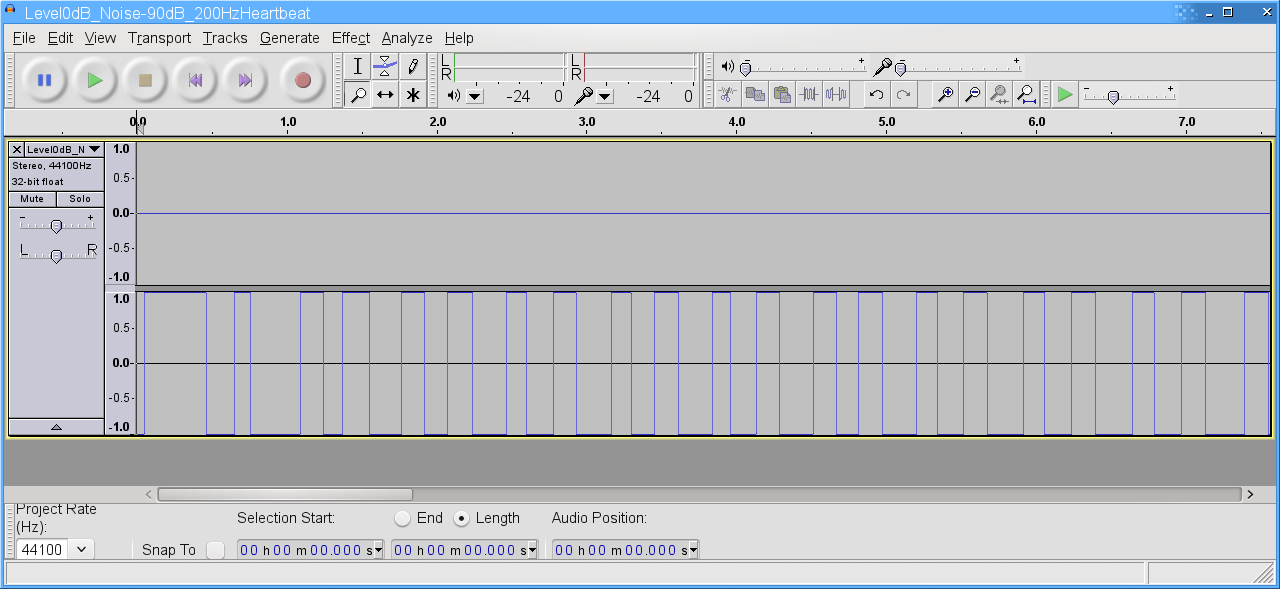 Level0dB_Noise-90dB_200HzHeartbeat
File Edit View Transport Tracks Generate Effect Analyze Help
L
R
L
R
- +
- +
-24 0
-24 0
- +
0.0 1.0 2.0 3.0 4.0 5.0 6.0 7.0
Level0dB_N
Stereo, 44100Hz
32-bit float
Mute Solo
- +
L R
1.0
0.5-
0.0-
-0.5-
-1.0
1.0
0.5-
0.0-
-0.5-
-1.0
Project Rate
(Hz):
44100
Snap To
Selection Start:
End
Length
Audio Position:
00 h 00 m 00.000 s
00 h 00 m 00.000 s
00 h 00 m 00.000 s